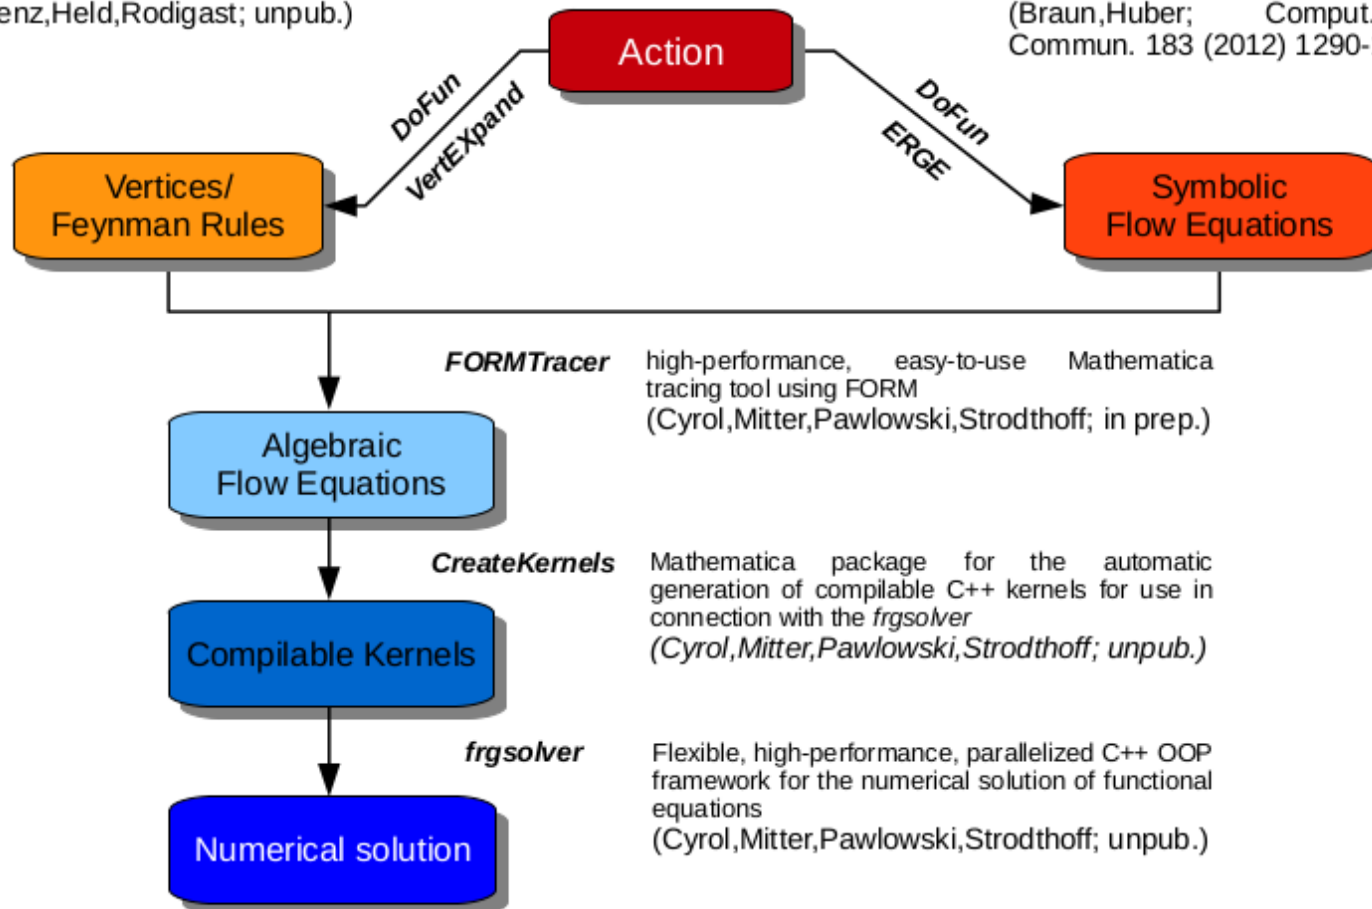 Held,Rodigast; unpub.)
(Braun,Huber; Comput.
Commun. 183 (2012) 1290-
Action
DoFun
VertEXpand
DoFun
ERGE
Vertices/
Feynman Rules
Symbolic
Flow Equations
FORMTracer
high-performance, easy-to-use Mathematica
tracing tool using FORM
(Cyrol,Mitter,Pawlowski,Strodthoff; in prep.)
Algebraic
Flow Equations
CreateKernels
Mathematica package for the automatic
generation of compilable C++ kernels for use in
connection with the frgsolver
(Cyrol,Mitter,Pawlowski,Strodthoff; unpub.)
Compilable Kernels
frgsolver
Flexible, high-performance, parallelized C++ OOP
framework for the numerical solution of functional
equations
(Cyrol,Mitter,Pawlowski,Strodthoff; unpub.)
Numerical solution